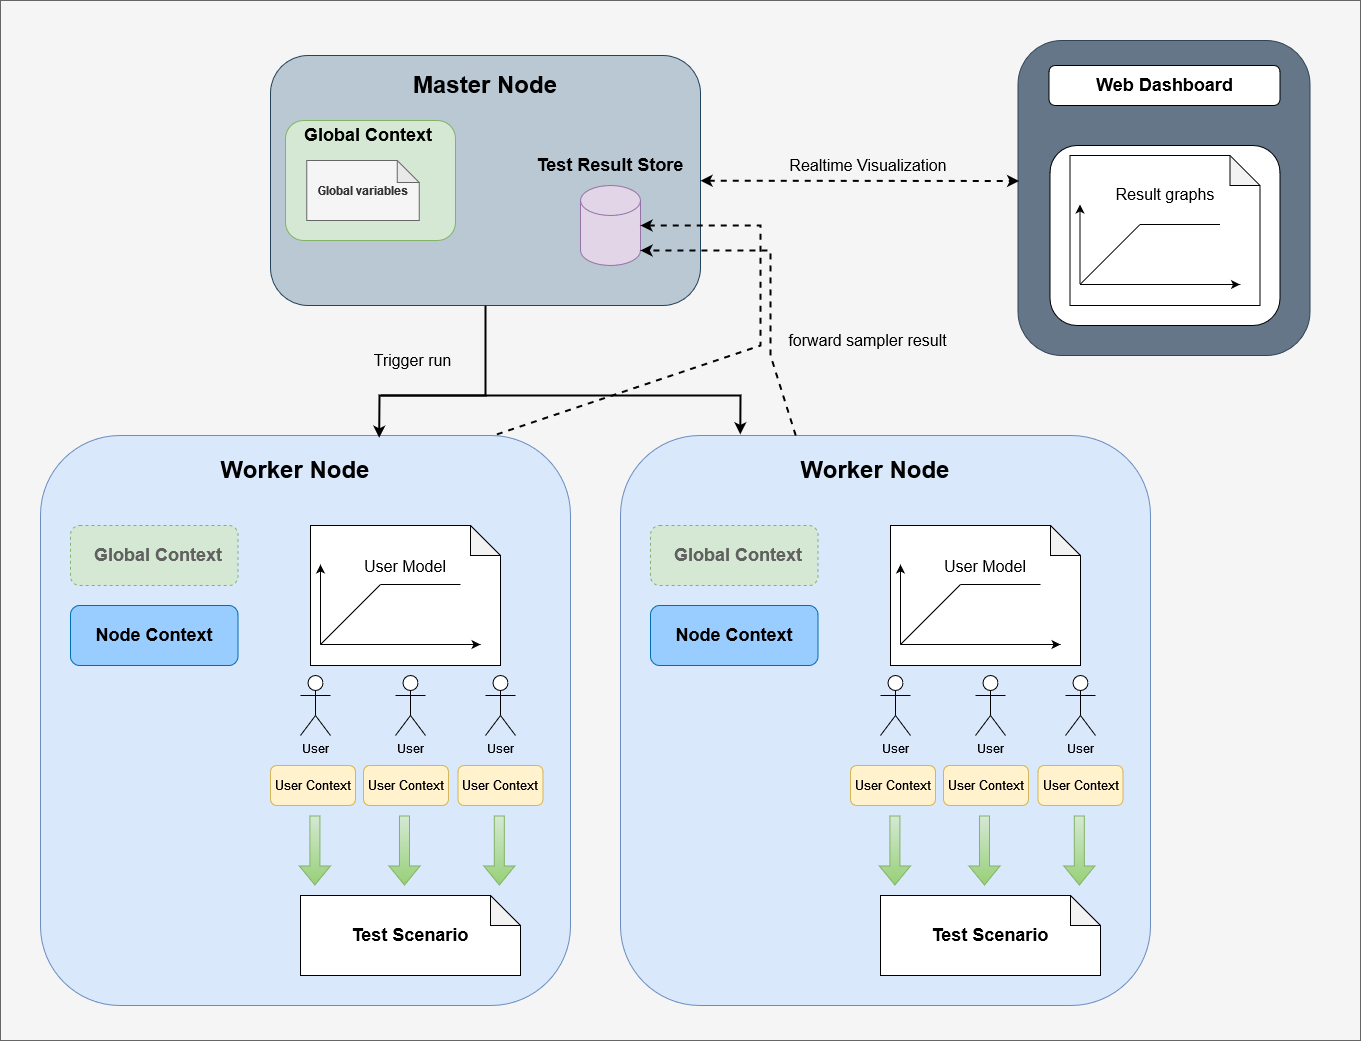 Master Node
Global Context
Global variables
Test Result Store
Realtime Visualization
Web Dashboard
Result graphs
Trigger run
forward sampler result
Worker Node
Global Context
Node Context
User Model
User
User
User
User Context
User Context
User Context
Test Scenario
Worker Node
Global Context
Node Context
User Model
User
User
User
User Context
User Context
User Context
Test Scenario